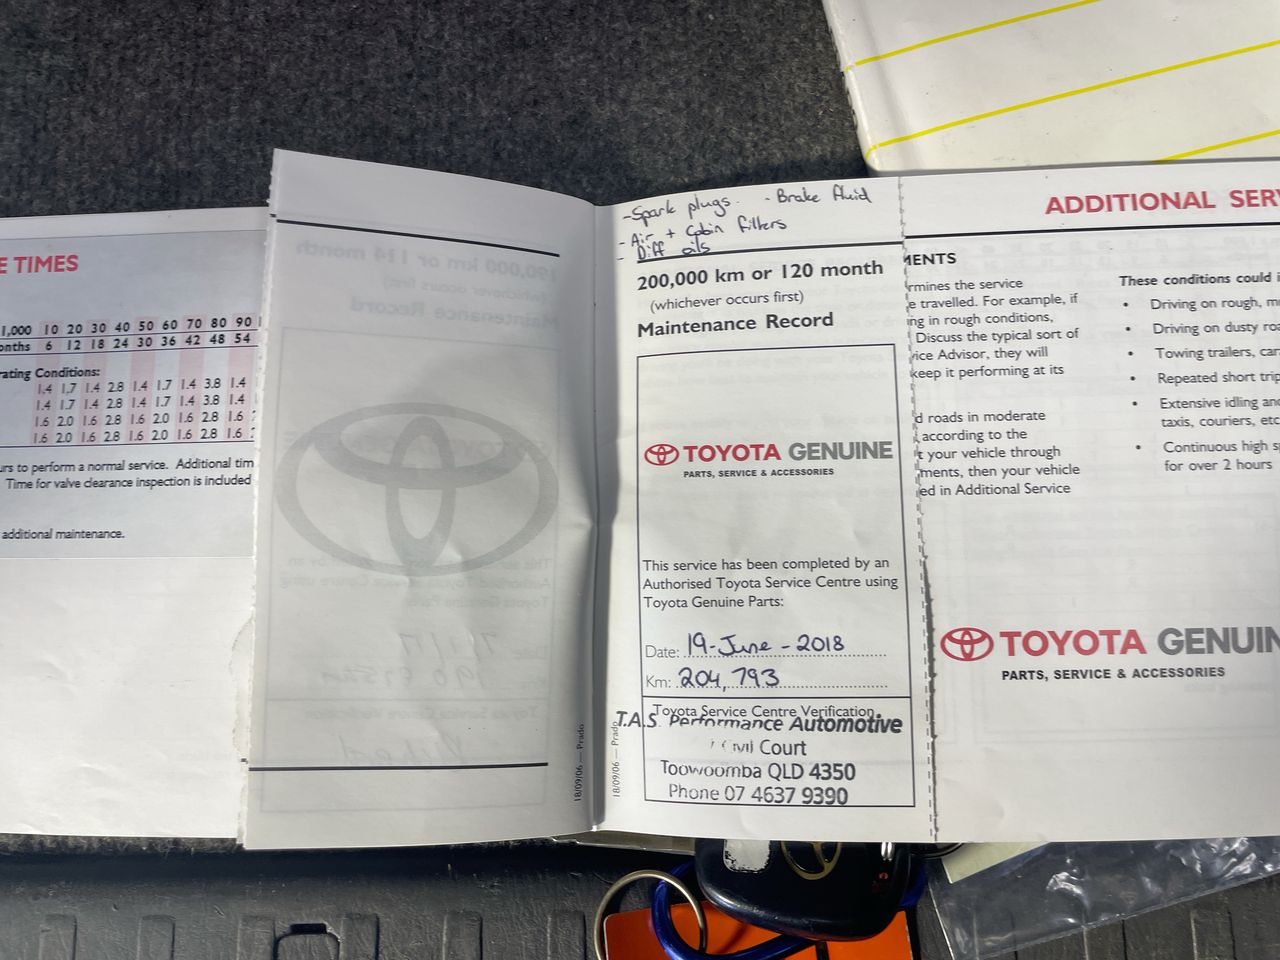 E TIMES
1,000 10 20 30 40 50 60 70 80 90
onths 6 12 18 24 30 36 42 48 54
rating Conditions:
1.4 1.7 1.4 2.8 1.4 1.7 1.4 3.8 1.4
1.4 1.7 1.4 2.8 1.4 1.7 1.4 3.8 1.4
1.6 2.0 1.6 2.8 1.6 2.0 1.6 2.8 1.6
1.6 2.0 1.6 2.8 1.6 2.0 1.6 2.8 1.6
urs to perform a normal service. Additional tim
Time for valve clearance inspection is included
additional maintenance.
18/09/06 — Prado
- Spark plugs. - Brake fluid
- Air + Cabin filters
- Diff oils
200,000 km or 120 month
(whichever occurs first)
Maintenance Record
TOYOTA GENUINE
PARTS, SERVICE & ACCESSORIES
This service has been completed by an
Authorised Toyota Service Centre using
Toyota Genuine Parts:
Date: 19-June-2018
Km: 204,793
Toyota Service Centre Verification
T.A.S. Performance Automotive
Civil Court
Toowoomba QLD 4350
Phone 07 4637 9390
18/09/06 — Prado
ADDITIONAL SERV
MENTS
rmines the service
e travelled. For example, if
ng in rough conditions,
Discuss the typical sort of
vice Advisor, they will
keep it performing at its
d roads in moderate
according to the
t your vehicle through
ments, then your vehicle
ed in Additional Service
These conditions could i
• Driving on rough, m
• Driving on dusty roa
• Towing trailers, cara
• Repeated short trip
• Extensive idling and
taxis, couriers, etc
• Continuous high sp
for over 2 hours
TOYOTA GENUIN
PARTS, SERVICE & ACCESSORIES